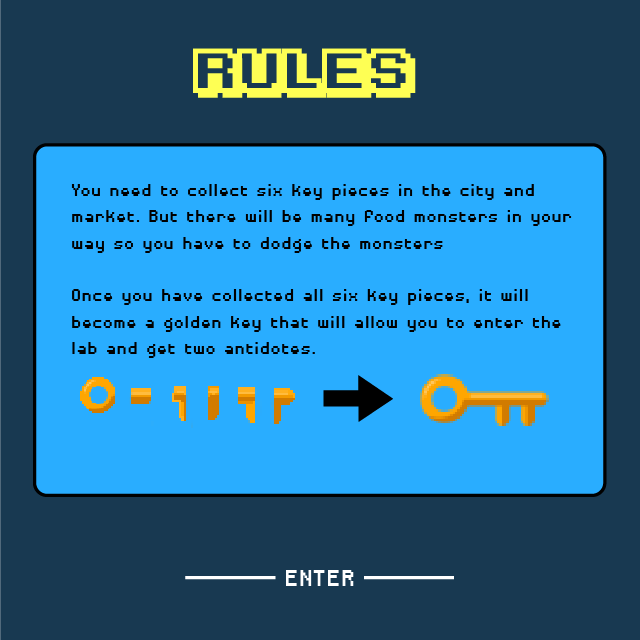 RULES
You need to collect six key pieces in the city and
market. But there will be many food monsters in your
way so you have to dodge the monsters
Once you have collected all six key pieces, it will
become a golden key that will allow you to enter the
lab and get two antidotes.
ENTER